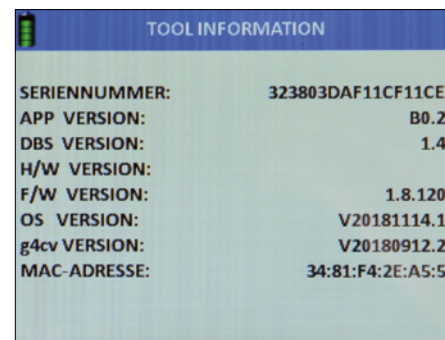 TOOL INFORMATION
SERIENNUMMER: 323803DAF11CF11CE
APP VERSION: B0.2
DBS VERSION: 1.4
H/W VERSION:
F/W VERSION: 1.8.120
OS VERSION: V20181114.1
g4cv VERSION: V20180912.2
MAC-ADRESSE: 34:81:F4:2E:A5:5